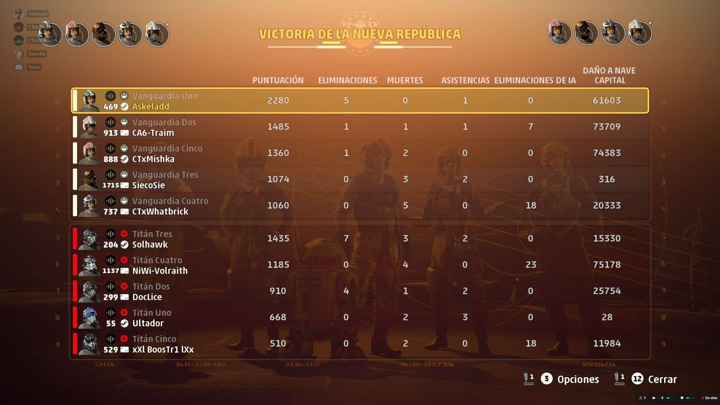 VICTORIA DE LA NUEVA REPÚBLICA
PUNTUACIÓN ELIMINACIONES MUERTES ASISTENCIAS ELIMINACIONES DE IA DAÑO A NAVE CAPITAL
Vanguardia Uno
469 Askeladd 2280 5 0 1 0 61603
Vanguardia Dos
913 CA6-Traim 1485 1 1 1 7 73709
Vanguardia Cinco
888 CTxMishka 1360 1 2 0 0 74383
Vanguardia Tres
1715 SiecoSie 1074 0 3 2 0 316
Vanguardia Cuatro
737 CTxWhatbrick 1060 0 5 0 18 20333
Titán Tres
204 Solhawk 1435 7 3 2 0 15330
Titán Cuatro
1137 NiWi-Volraith 1185 0 4 0 23 75178
Titán Dos
299 DocLice 910 4 1 2 0 25754
Titán Uno
55 Ultador 668 0 2 3 0 28
Titán Cinco
529 xXl BoosTr1 lXx 510 0 2 0 18 11984
1 3 Opciones 1 12 Cerrar